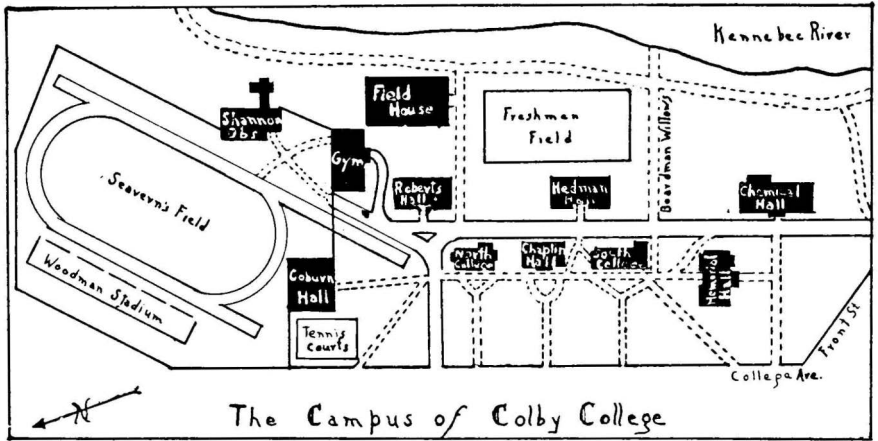 Kennebec River
Field
House
Shannon
Obs
Freshman
Field
Gym
Boardman Willows
Roberts
Hall
Hedman
Hall
Chemical
Hall
Seavern's Field
North
College
Chaplin
Hall
South
College
Woodman Stadium
Coburn
Hall
Memorial
Hall
Tennis
Courts
Front St
College Ave.
N
The Campus of Colby College